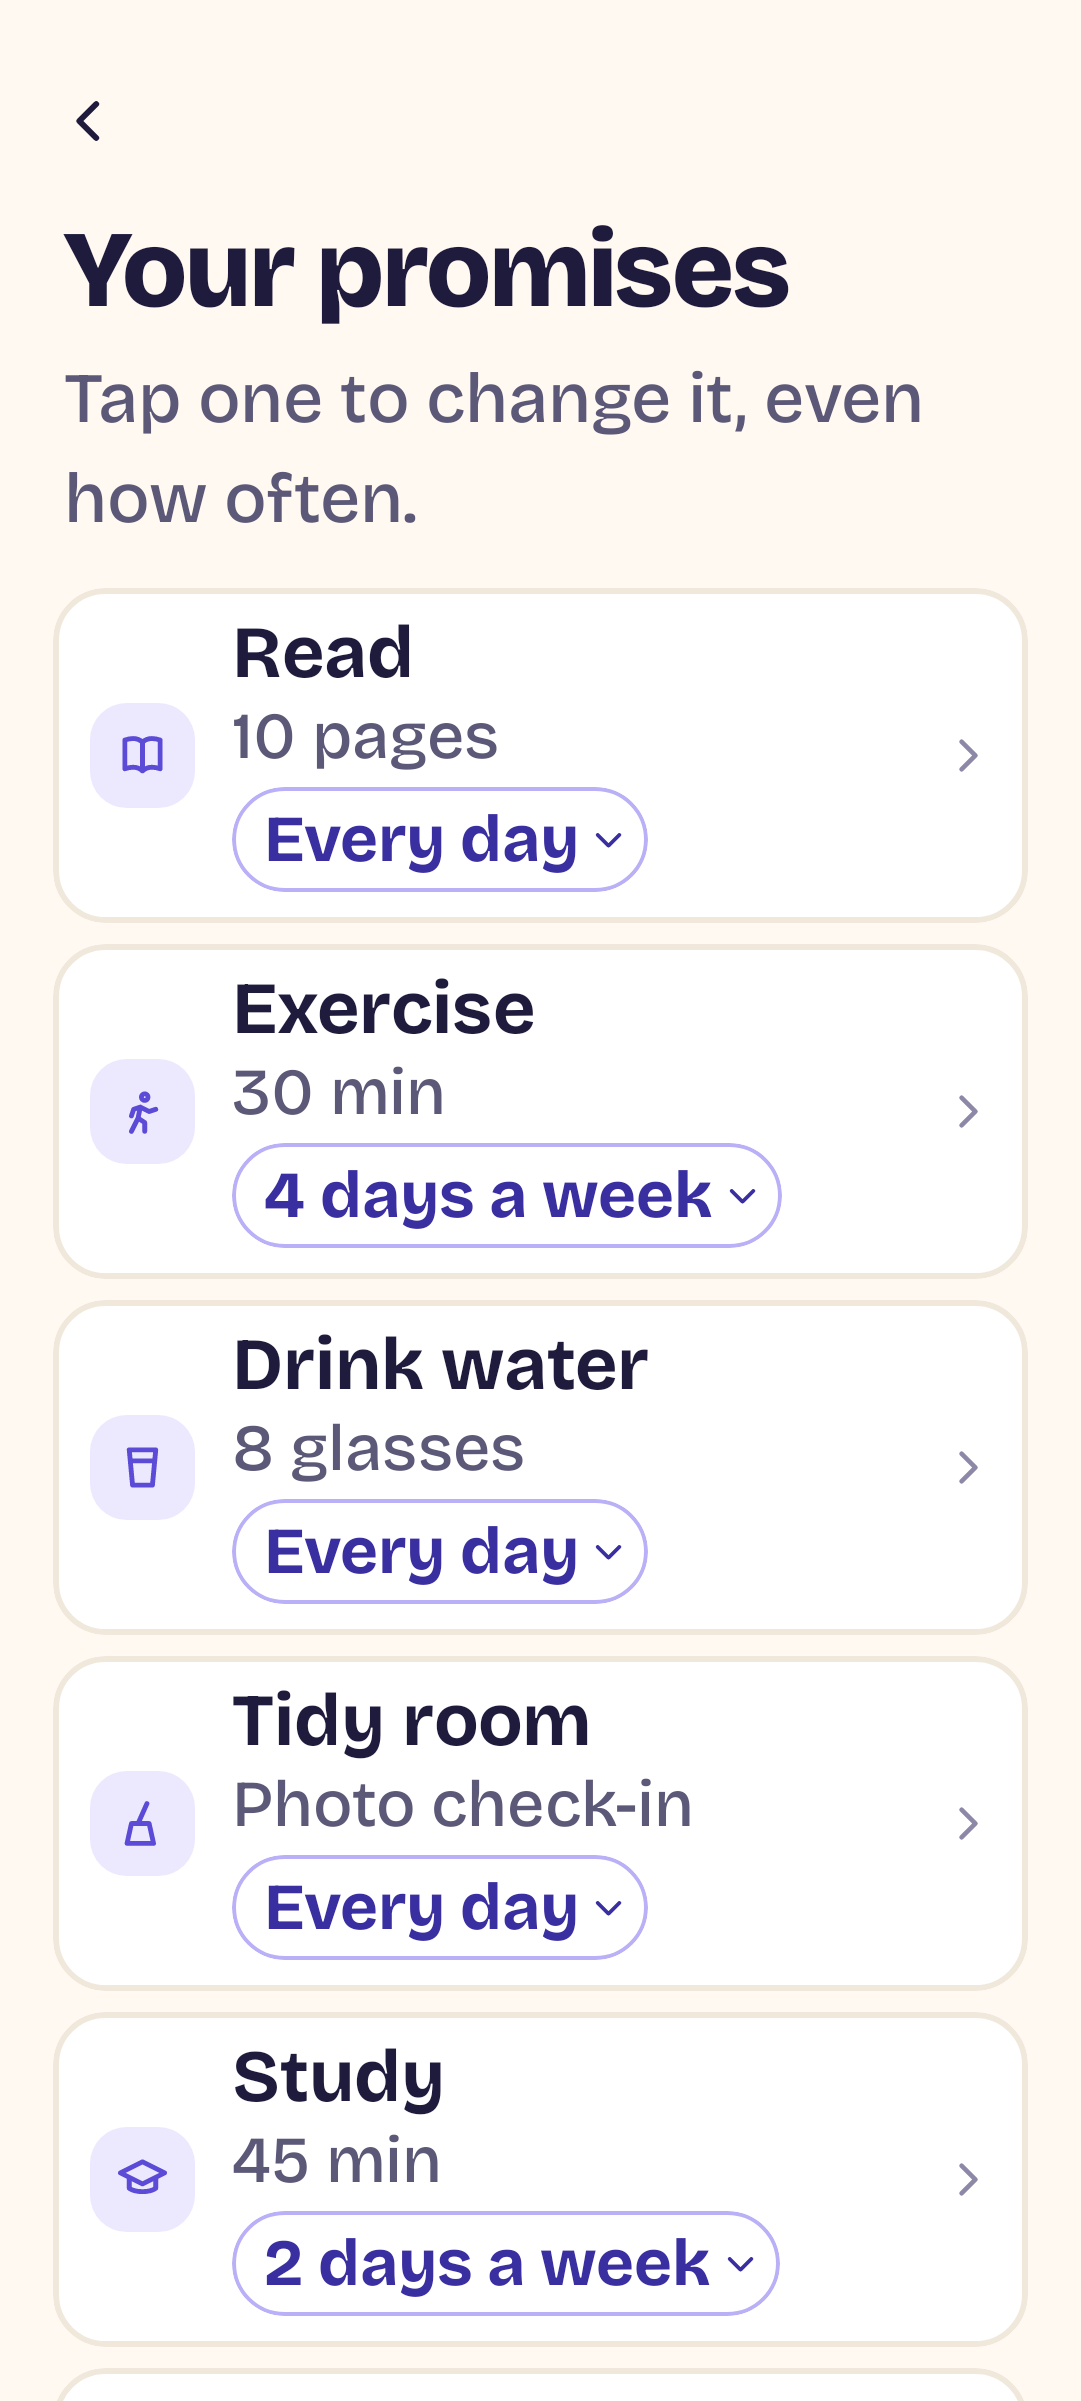 Your promises
Tap one to change it, even
how often.
Read
10 pages
Every day
Exercise
30 min
4 days a week
Drink water
8 glasses
Every day
Tidy room
Photo check-in
Every day
Study
45 min
2 days a week